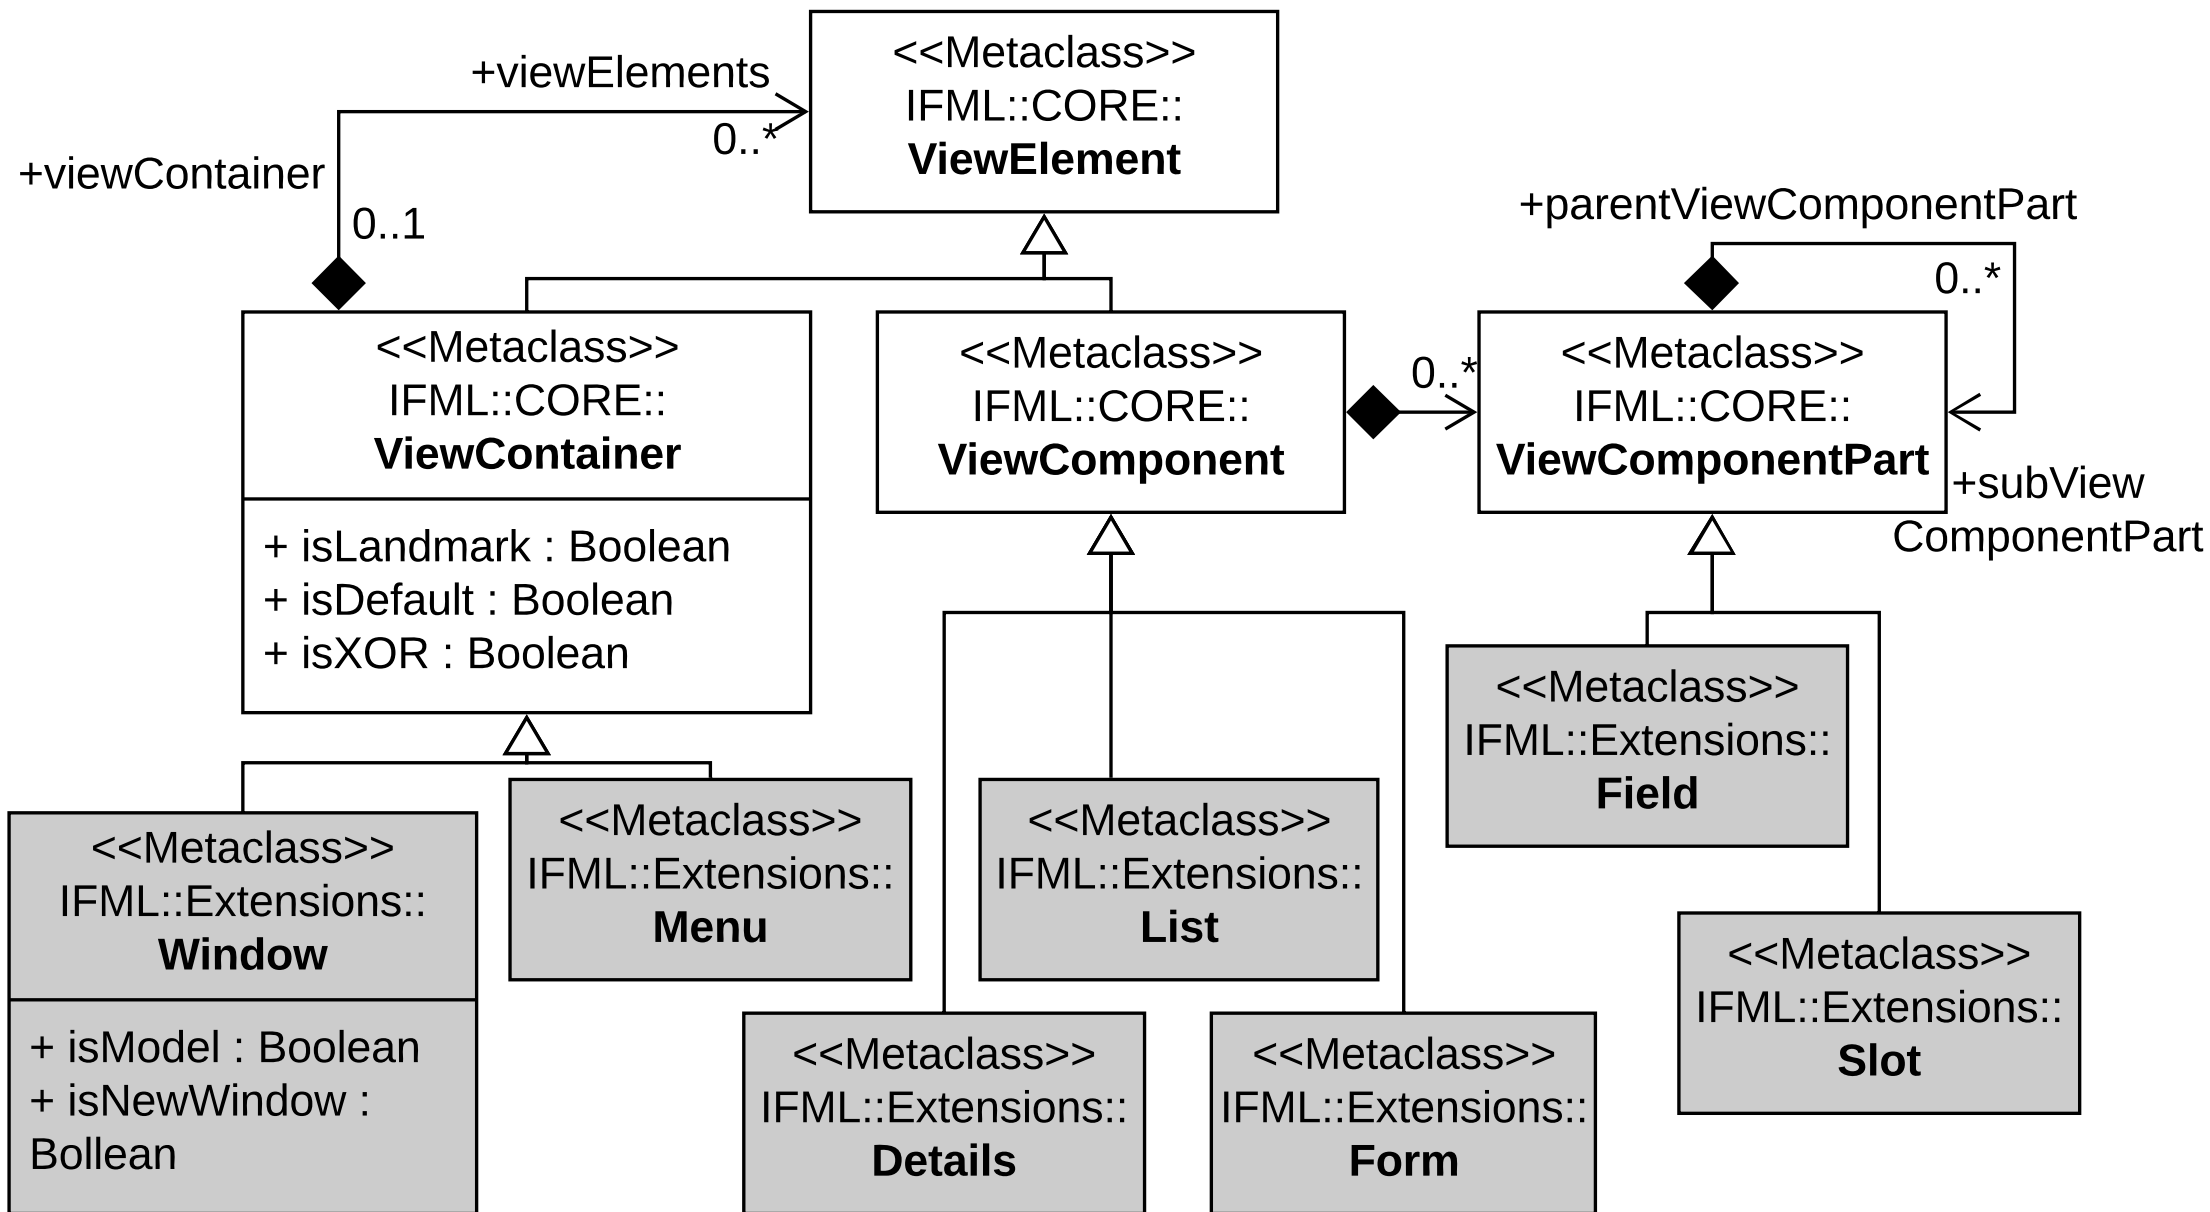 <<Metaclass>>
IFML::CORE::
ViewElement
+viewElements
0..*
+viewContainer
0..1
+parentViewComponentPart
0..*
<<Metaclass>>
IFML::CORE::
ViewContainer
+ isLandmark : Boolean
+ isDefault : Boolean
+ isXOR : Boolean
<<Metaclass>>
IFML::CORE::
ViewComponent
0..*
<<Metaclass>>
IFML::CORE::
ViewComponentPart
+subView
ComponentPart
<<Metaclass>>
IFML::Extensions::
Window
+ isModel : Boolean
+ isNewWindow :
Bollean
<<Metaclass>>
IFML::Extensions::
Menu
<<Metaclass>>
IFML::Extensions::
List
<<Metaclass>>
IFML::Extensions::
Field
<<Metaclass>>
IFML::Extensions::
Details
<<Metaclass>>
IFML::Extensions::
Form
<<Metaclass>>
IFML::Extensions::
Slot